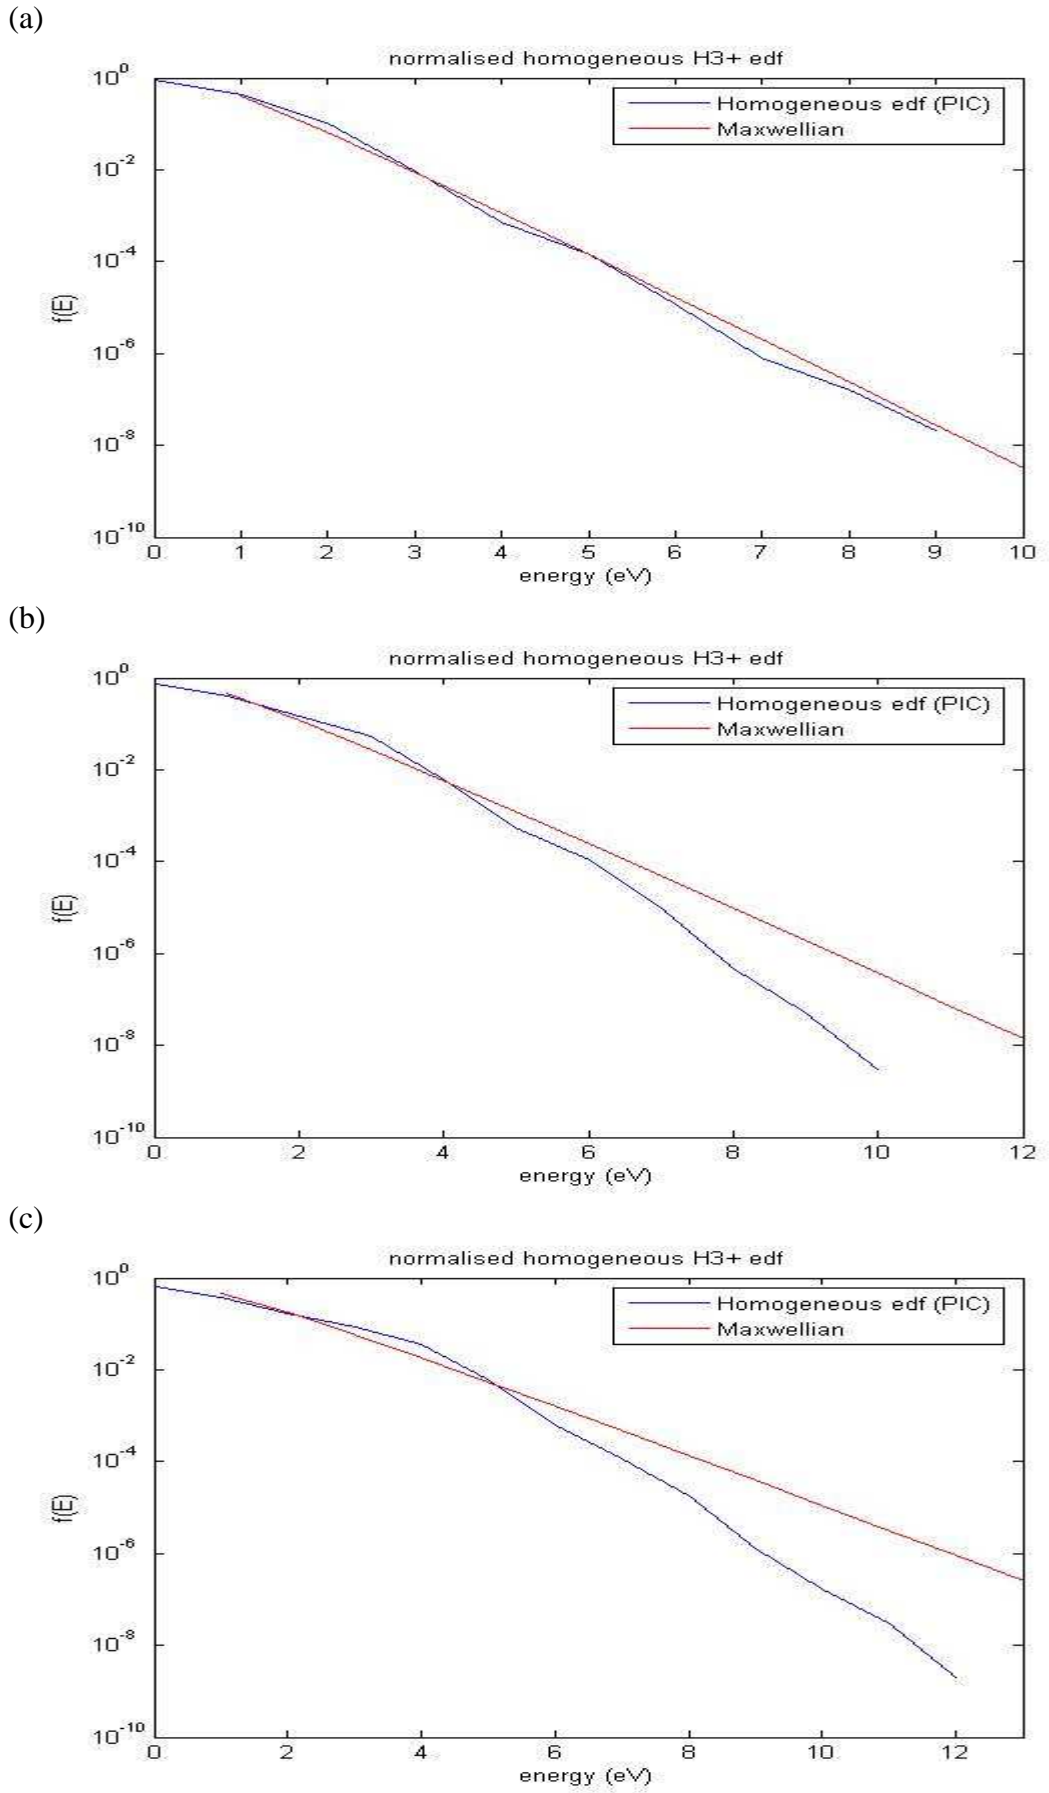 (a)
normalised homogeneous H3+ edf
Homogeneous edf (PIC)
Maxwellian
10^0
10^-2
10^-4
10^-6
10^-8
10^-10
f(E)
0 1 2 3 4 5 6 7 8 9 10
energy (eV)
(b)
normalised homogeneous H3+ edf
Homogeneous edf (PIC)
Maxwellian
10^0
10^-2
10^-4
10^-6
10^-8
10^-10
f(E)
0 2 4 6 8 10 12
energy (eV)
(c)
normalised homogeneous H3+ edf
Homogeneous edf (PIC)
Maxwellian
10^0
10^-2
10^-4
10^-6
10^-8
10^-10
f(E)
0 2 4 6 8 10 12
energy (eV)